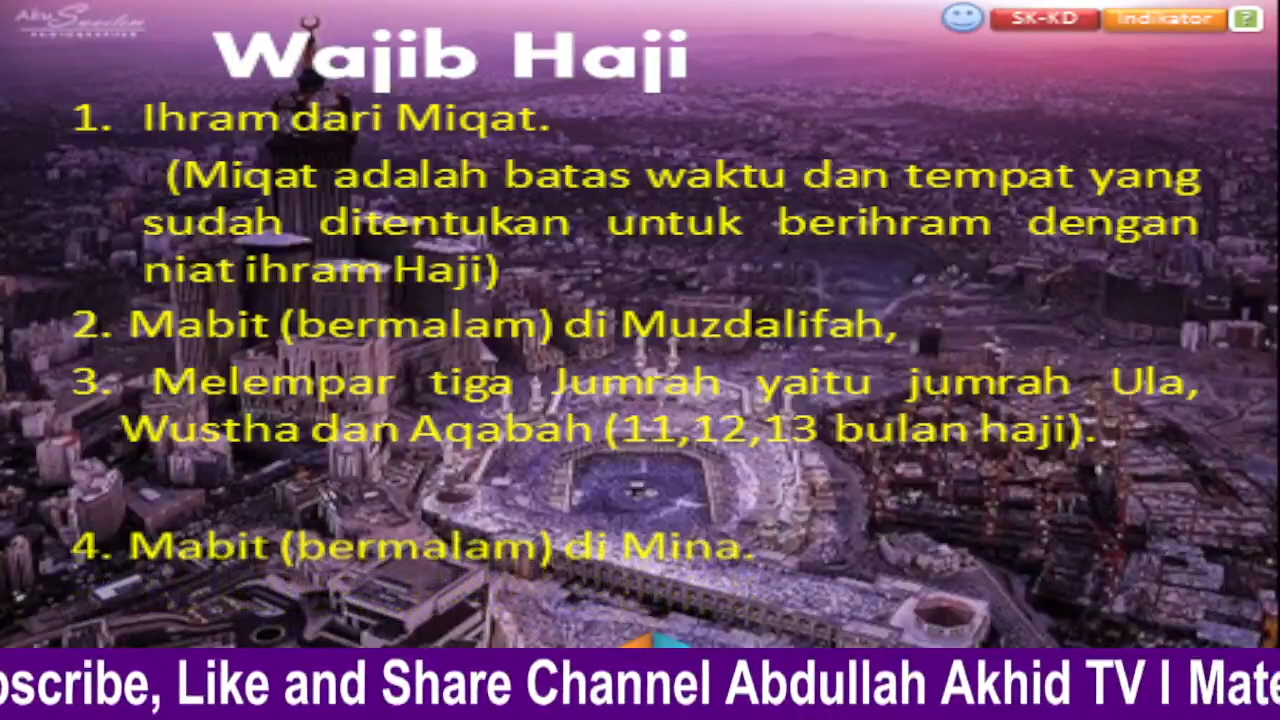 SK-KD Indikator ?
Wajib Haji
1. Ihram dari Miqat.
(Miqat adalah batas waktu dan tempat yang
sudah ditentukan untuk berihram dengan
niat ihram Haji)
2. Mabit (bermalam) di Muzdalifah,
3. Melempar tiga Jumrah yaitu jumrah Ula,
Wustha dan Aqabah (11,12,13 bulan haji).
4. Mabit (bermalam) di Mina.
bscribe, Like and Share Channel Abdullah Akhid TV I Mate